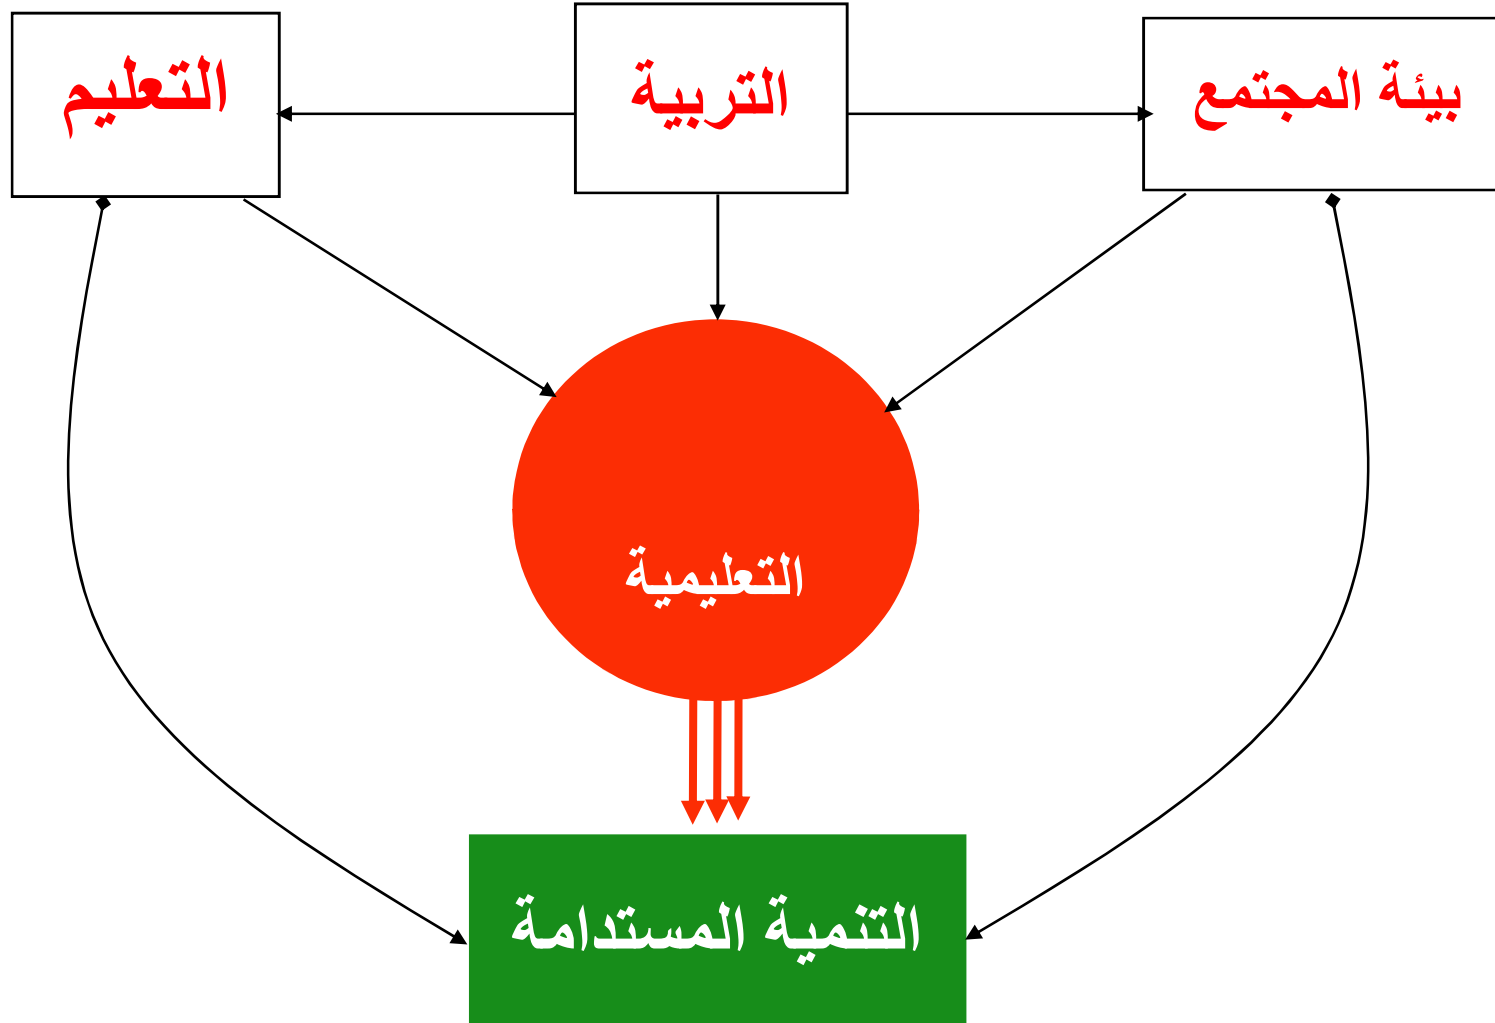 بيئة المجتمع
التربية
التعليم
التعليمية
التنمية المستدامة